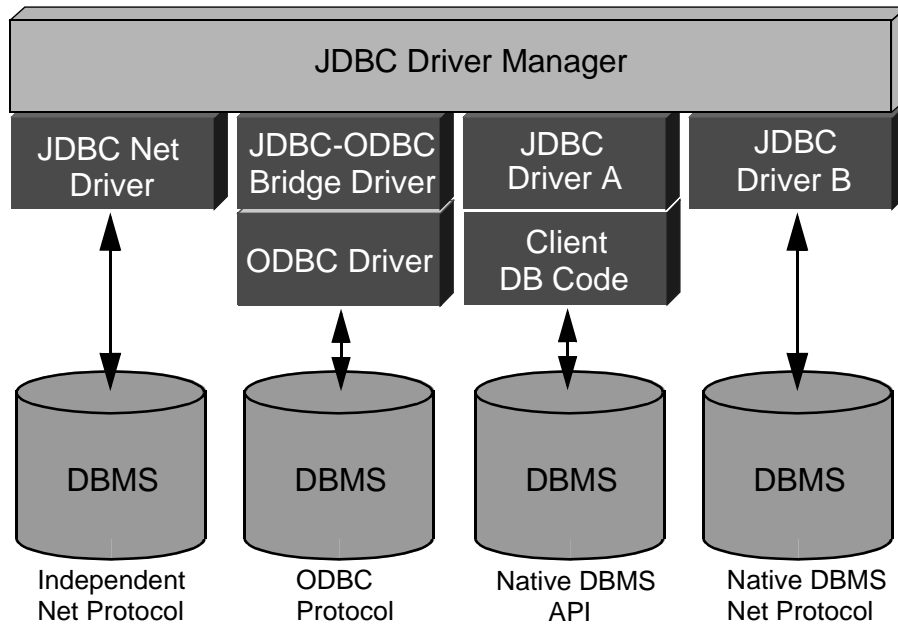 JDBC Driver Manager
JDBC Net
Driver
JDBC-ODBC
Bridge Driver
ODBC Driver
JDBC
Driver A
Client
DB Code
JDBC
Driver B
DBMS
DBMS
DBMS
DBMS
Independent
Net Protocol
ODBC
Protocol
Native DBMS
API
Native DBMS
Net Protocol